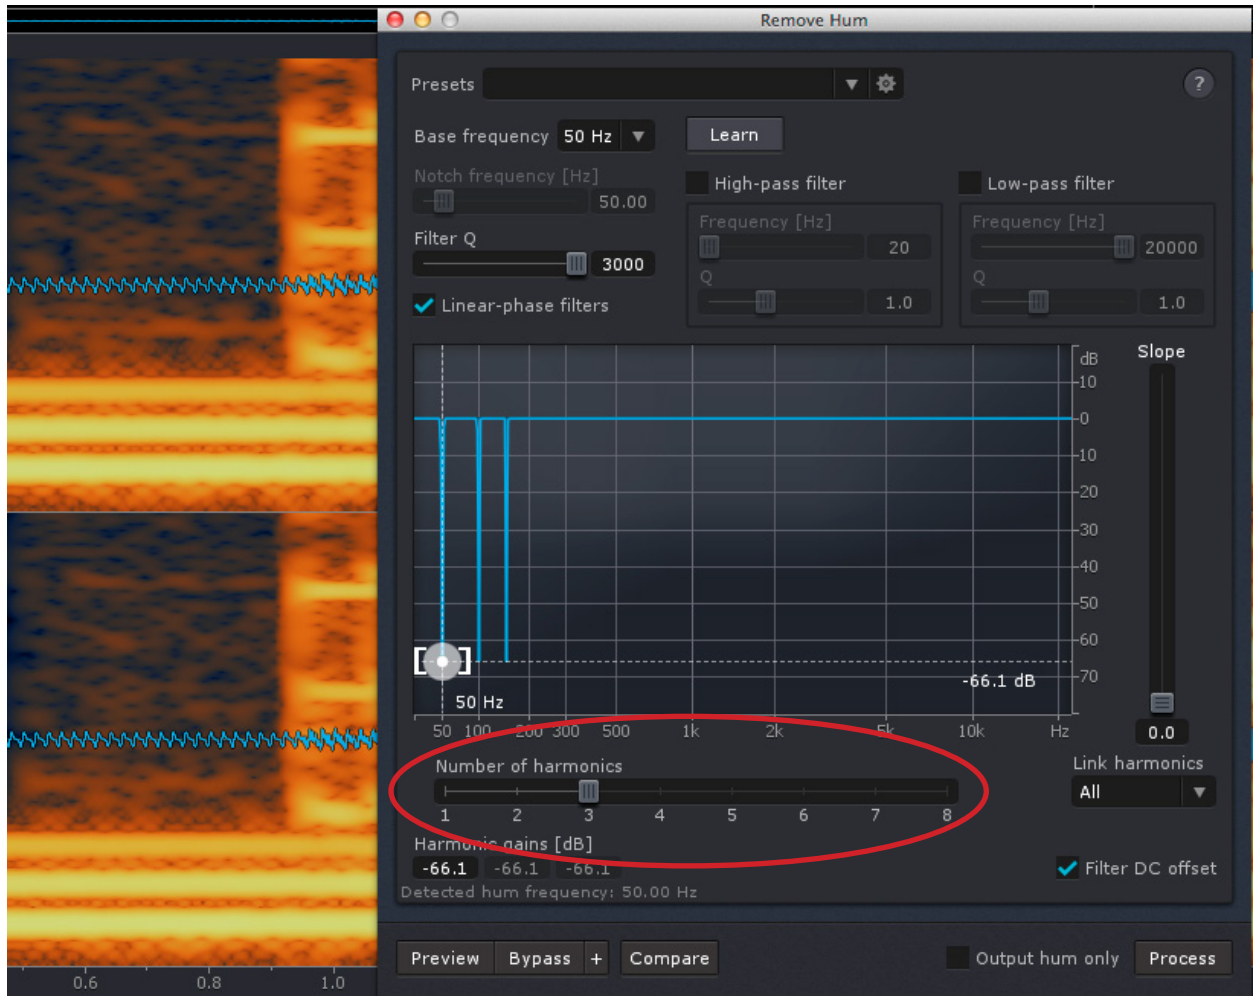 Remove Hum
Presets
?
Base frequency 50 Hz
Learn
Notch frequency [Hz]
50.00
High-pass filter
Low-pass filter
Frequency [Hz]
20
Frequency [Hz]
20000
Filter Q
3000
Q
1.0
Q
1.0
Linear-phase filters
Slope
dB
-10
-0
-10
-20
-30
-40
-50
-60
-70
-66.1 dB
50 Hz
50 100 200 300 500 1k 2k 5k 10k Hz
0.0
Number of harmonics
1 2 3 4 5 6 7 8
Link harmonics
All
Harmonic gains [dB]
-66.1 -66.1 -66.1
Filter DC offset
Detected hum frequency: 50.00 Hz
Preview Bypass + Compare
Output hum only
Process
0.6 0.8 1.0